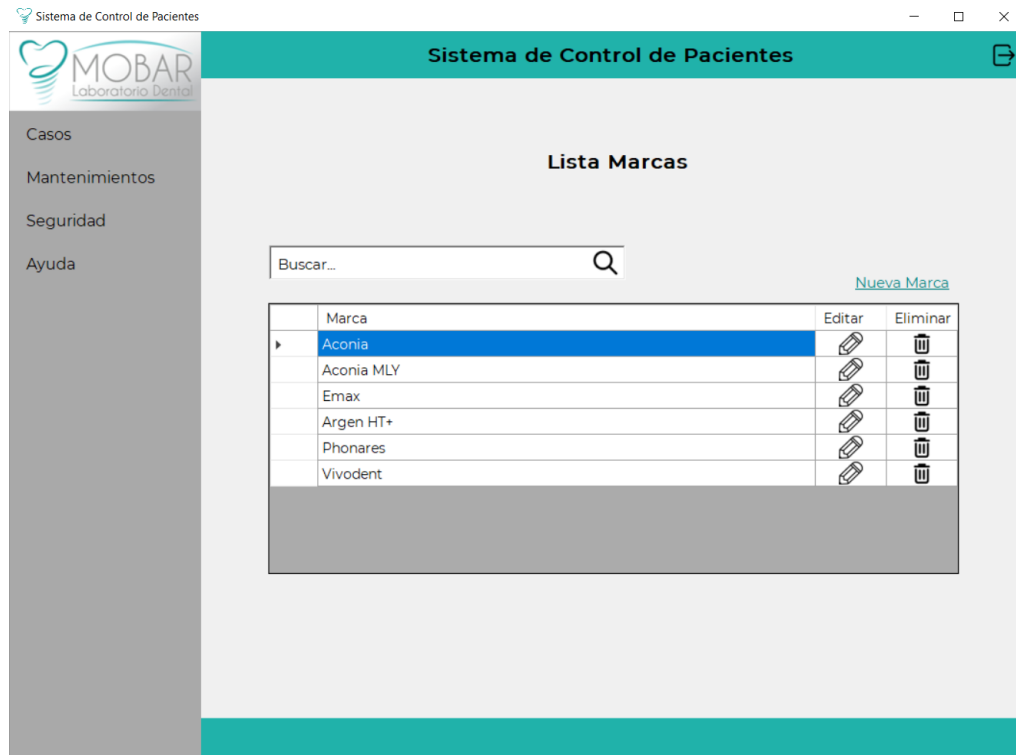 Sistema de Control de Pacientes
MOBAR
Laboratorio Dental
Sistema de Control de Pacientes
Casos
Mantenimientos
Seguridad
Ayuda
Lista Marcas
Buscar...
Nueva Marca
Marca Editar Eliminar
Aconia
Aconia MLY
Emax
Argen HT+
Phonares
Vivodent